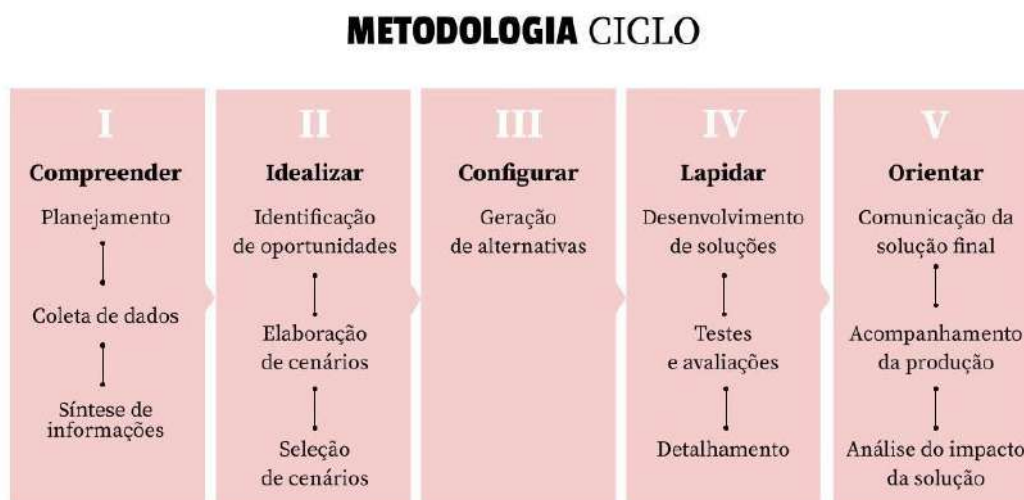 METODOLOGIA CICLO
I
Compreender
Planejamento
Coleta de dados
Síntese de
informações
II
Idealizar
Identificação
de oportunidades
Elaboração
de cenários
Seleção
de cenários
III
Configurar
Geração
de alternativas
IV
Lapidar
Desenvolvimento
de soluções
Testes
e avaliações
Detalhamento
V
Orientar
Comunicação da
solução final
Acompanhamento
da produção
Análise do impacto
da solução